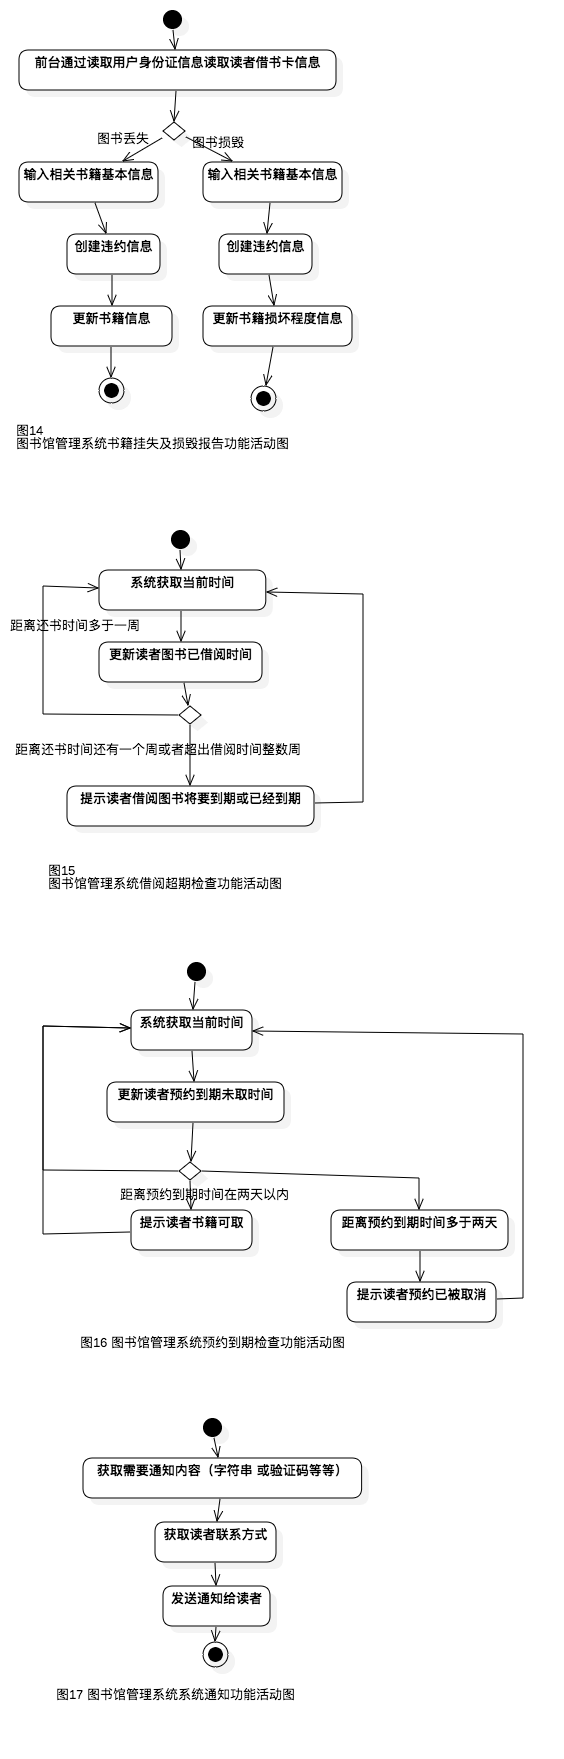 前台通过读取用户身份证信息读取读者借书卡信息
图书丢失
图书损毁
输入相关书籍基本信息
输入相关书籍基本信息
创建违约信息
创建违约信息
更新书籍信息
更新书籍损坏程度信息
图14
图书馆管理系统书籍挂失及损毁报告功能活动图
系统获取当前时间
距离还书时间多于一周
更新读者图书已借阅时间
距离还书时间还有一个周或者超出借阅时间整数周
提示读者借阅图书将要到期或已经到期
图15
图书馆管理系统借阅超期检查功能活动图
系统获取当前时间
更新读者预约到期未取时间
距离预约到期时间在两天以内
提示读者书籍可取
距离预约到期时间多于两天
提示读者预约已被取消
图16 图书馆管理系统预约到期检查功能活动图
获取需要通知内容（字符串 或验证码等等）
获取读者联系方式
发送通知给读者
图17 图书馆管理系统系统通知功能活动图